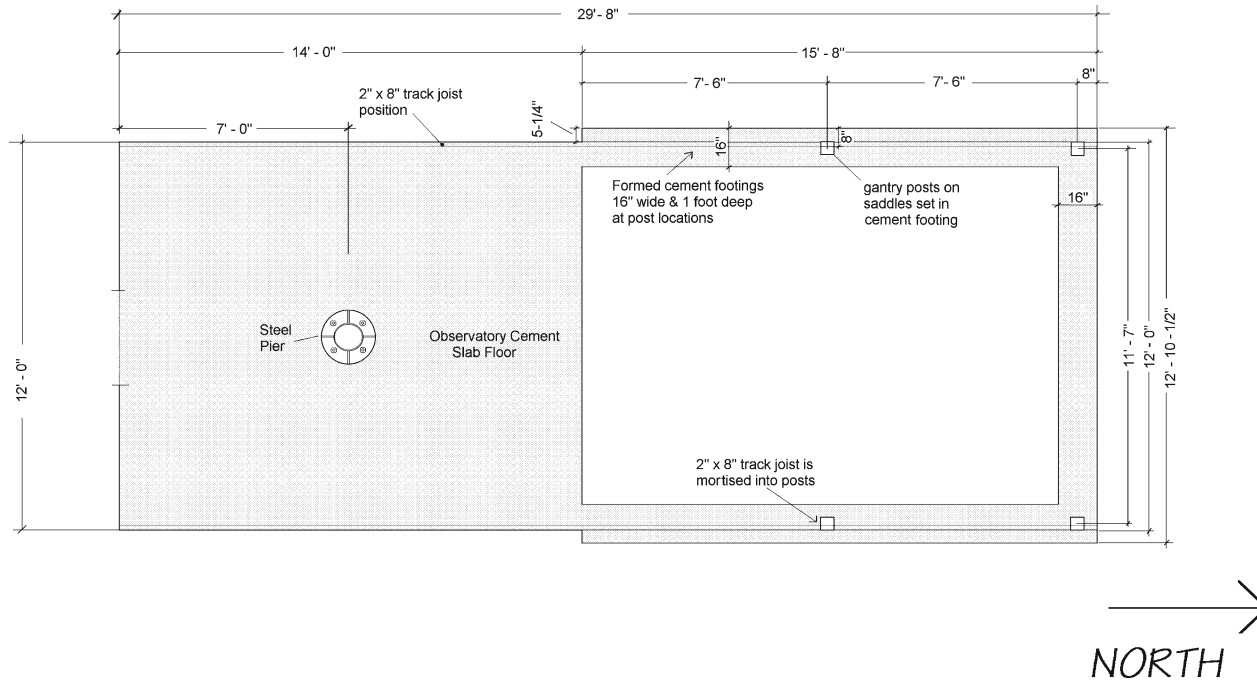 29'- 8"
14' - 0"
15' - 8"
7'- 6"
7'- 6"
8"
2" x 8" track joist
position
7' - 0"
5-1/4"
16"
8"
Formed cement footings
16" wide & 1 foot deep
at post locations
gantry posts on
saddles set in
cement footing
16"
Steel
Pier
Observatory Cement
Slab Floor
12' - 0"
11' - 7"
12' - 0"
12' - 10 -1/2"
2" x 8" track joist is
mortised into posts
NORTH